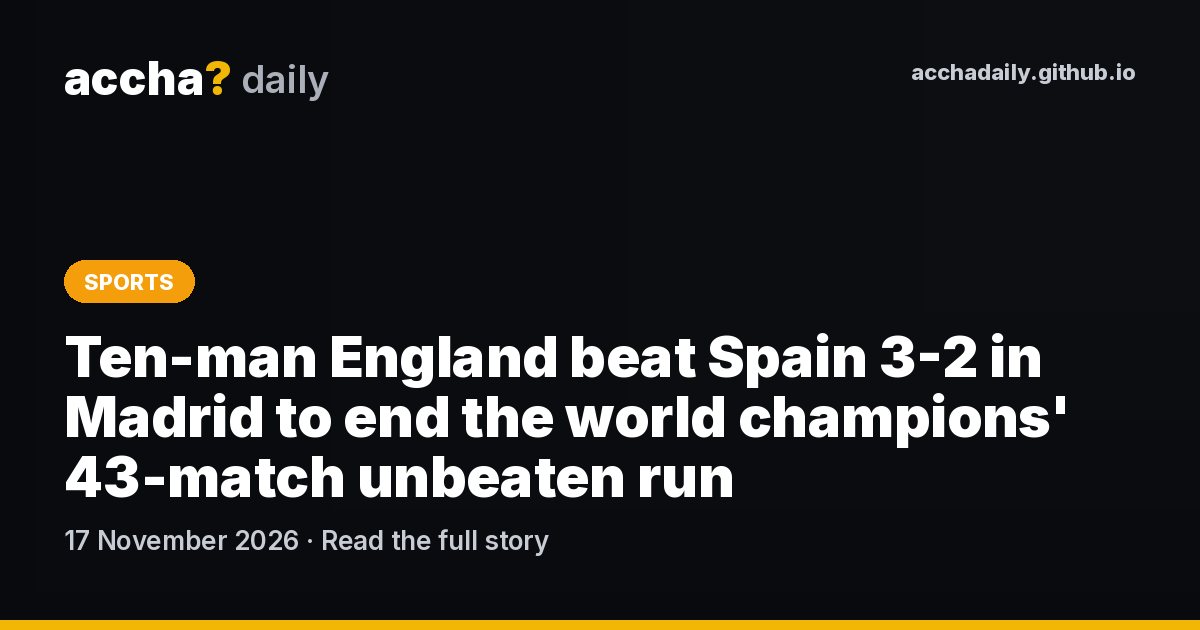 accha? daily
acchadaily.github.io
SPORTS
Ten-man England beat Spain 3-2 in
Madrid to end the world champions'
43-match unbeaten run
17 November 2026 · Read the full story